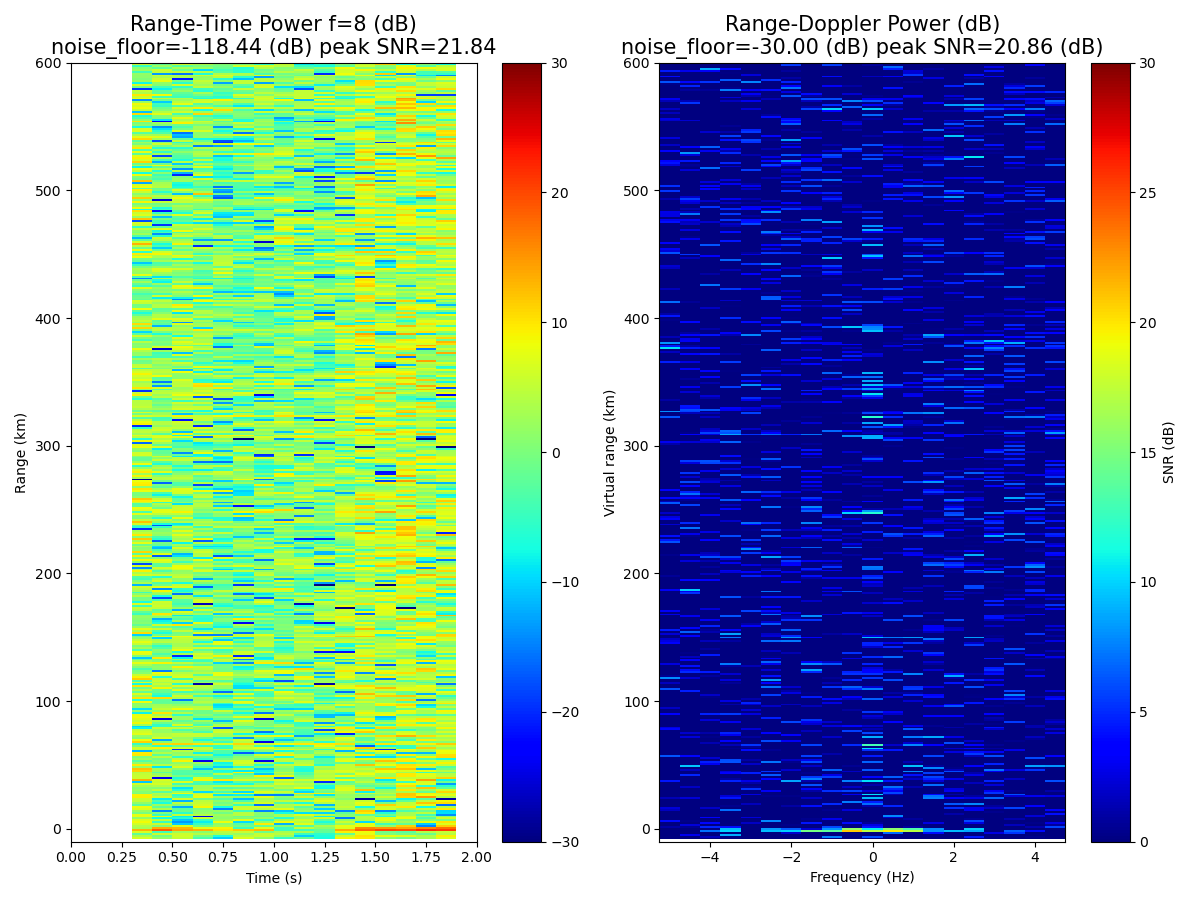 Range-Time Power f=8 (dB)
noise_floor=-118.44 (dB) peak SNR=21.84
Range (km)
600
500
400
300
200
100
0
0.00 0.25 0.50 0.75 1.00 1.25 1.50 1.75 2.00
Time (s)
30
20
10
0
−10
−20
−30
Range-Doppler Power (dB)
noise_floor=-30.00 (dB) peak SNR=20.86 (dB)
Virtual range (km)
600
500
400
300
200
100
0
−4 −2 0 2 4
Frequency (Hz)
30
25
20
15
10
5
0
SNR (dB)